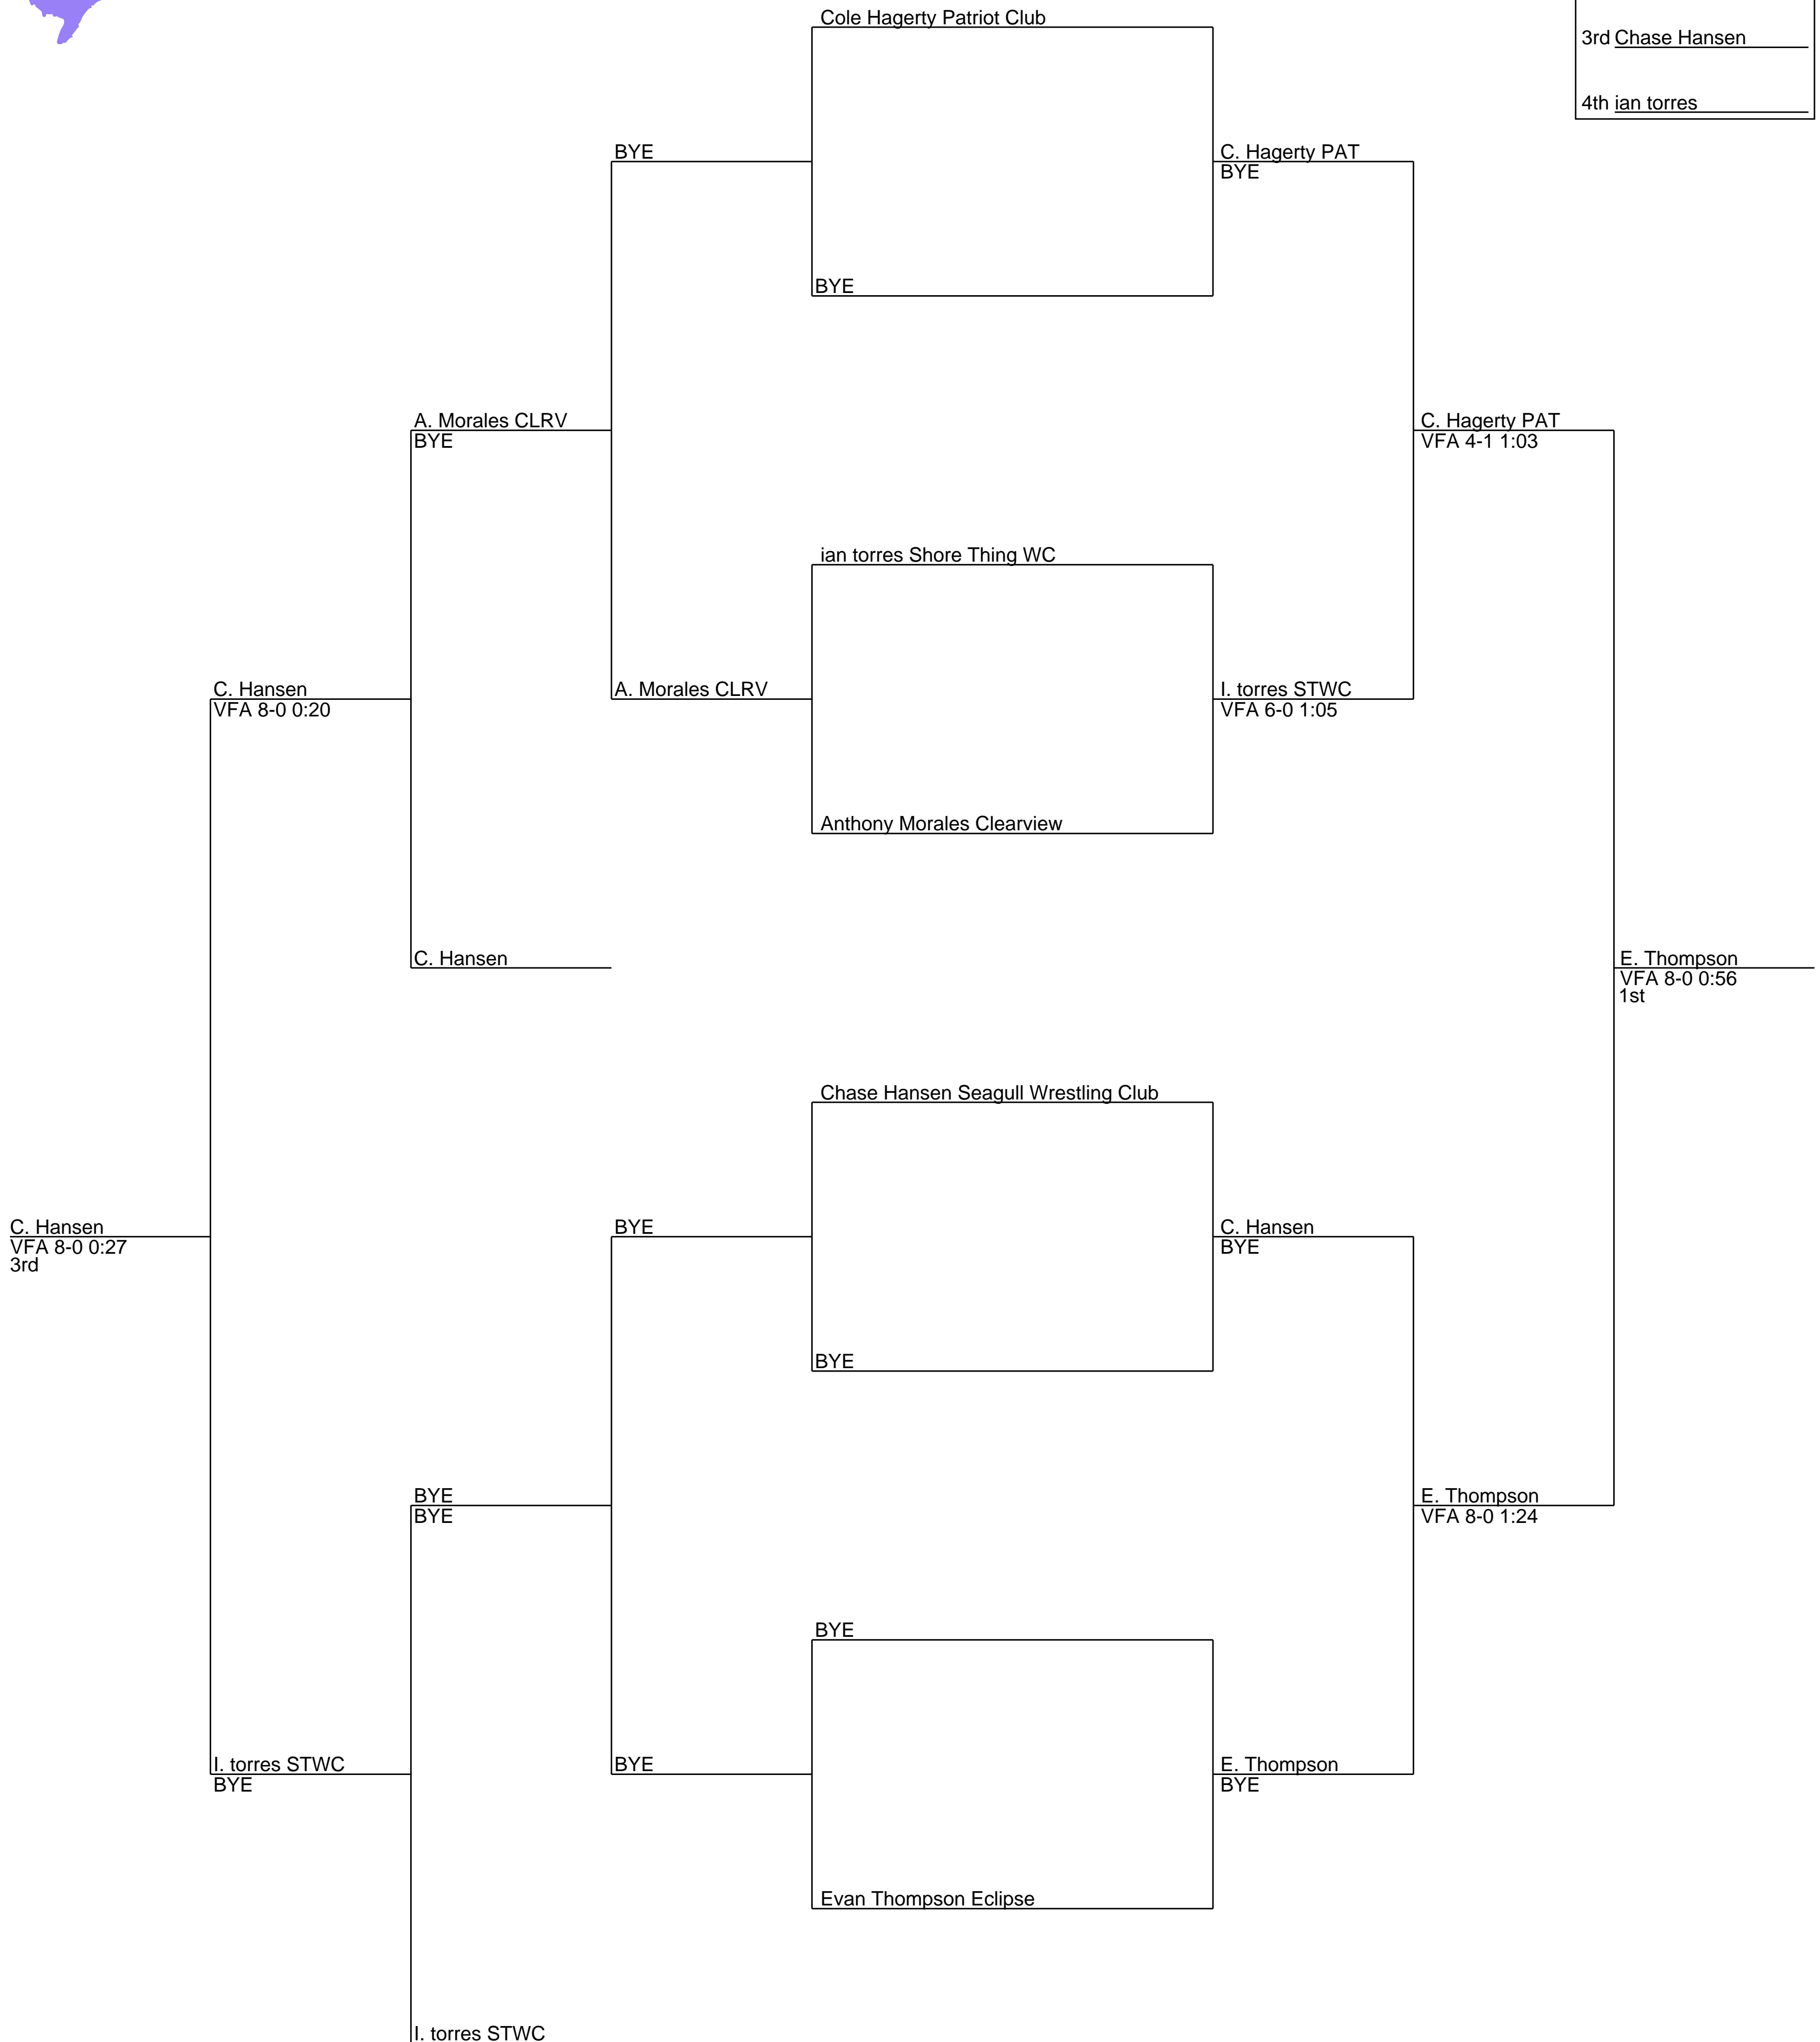 Cole Hagerty Patriot Club
3rd Chase Hansen
4th ian torres
BYE
C. Hagerty PAT
BYE
BYE
A. Morales CLRV
BYE
C. Hagerty PAT
VFA 4-1 1:03
ian torres Shore Thing WC
C. Hansen
VFA 8-0 0:20
A. Morales CLRV
I. torres STWC
VFA 6-0 1:05
Anthony Morales Clearview
C. Hansen
E. Thompson
VFA 8-0 0:56
1st
Chase Hansen Seagull Wrestling Club
C. Hansen
VFA 8-0 0:27
3rd
BYE
C. Hansen
BYE
BYE
BYE
BYE
E. Thompson
VFA 8-0 1:24
BYE
I. torres STWC
BYE
BYE
E. Thompson
BYE
Evan Thompson Eclipse
I. torres STWC